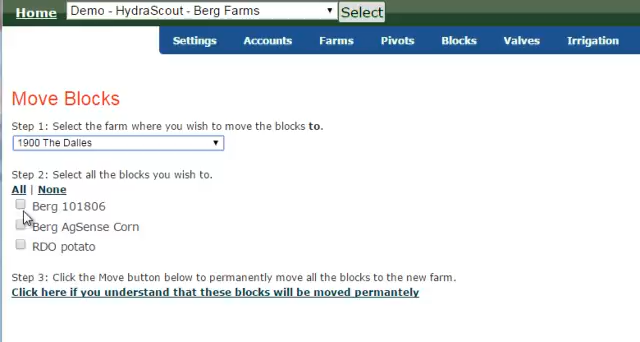 Home Demo - HydraScout - Berg Farms Select
Settings Accounts Farms Pivots Blocks Valves Irrigation
Move Blocks
Step 1: Select the farm where you wish to move the blocks to.
1900 The Dalles
Step 2: Select all the blocks you wish to.
All | None
Berg 101806
Berg AgSense Corn
RDO potato
Step 3: Click the Move button below to permanently move all the blocks to the new farm.
Click here if you understand that these blocks will be moved permantely